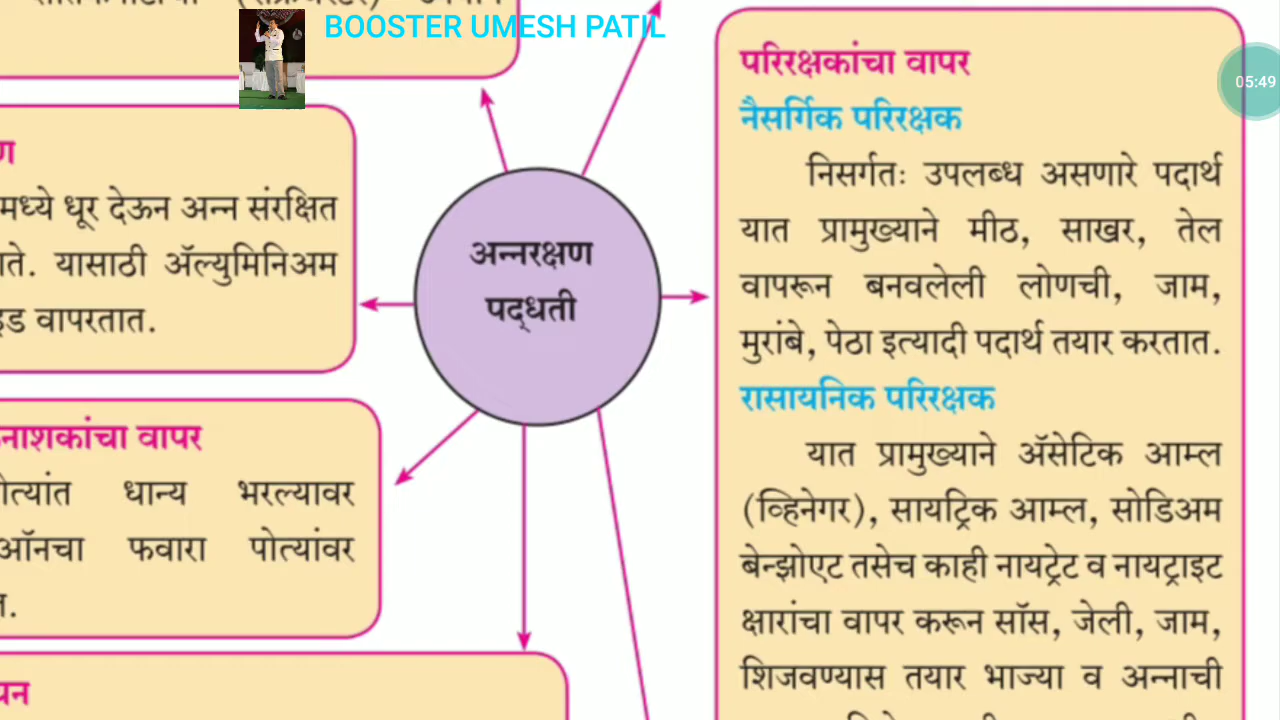 BOOSTER UMESH PATIL
05:49
परिरक्षकांचा वापर
नैसर्गिक परिरक्षक
निसर्गतः उपलब्ध असणारे पदार्थ
यात प्रामुख्याने मीठ, साखर, तेल
वापरून बनवलेली लोणची, जाम,
मुरांबे, पेठा इत्यादी पदार्थ तयार करतात.
रासायनिक परिरक्षक
यात प्रामुख्याने ॲसेटिक आम्ल
(व्हिनेगर), सायट्रिक आम्ल, सोडिअम
बेन्झोएट तसेच काही नायट्रेट व नायट्राइट
क्षारांचा वापर करून सॉस, जेली, जाम,
शिजवण्यास तयार भाज्या व अन्नाची
अन्नरक्षण
पद्धती
मध्ये धूर देऊन अन्न संरक्षित
यासाठी ॲल्युमिनिअम
वापरतात.
वापर
धान्य भरल्यावर
फवारा पोत्यांवर